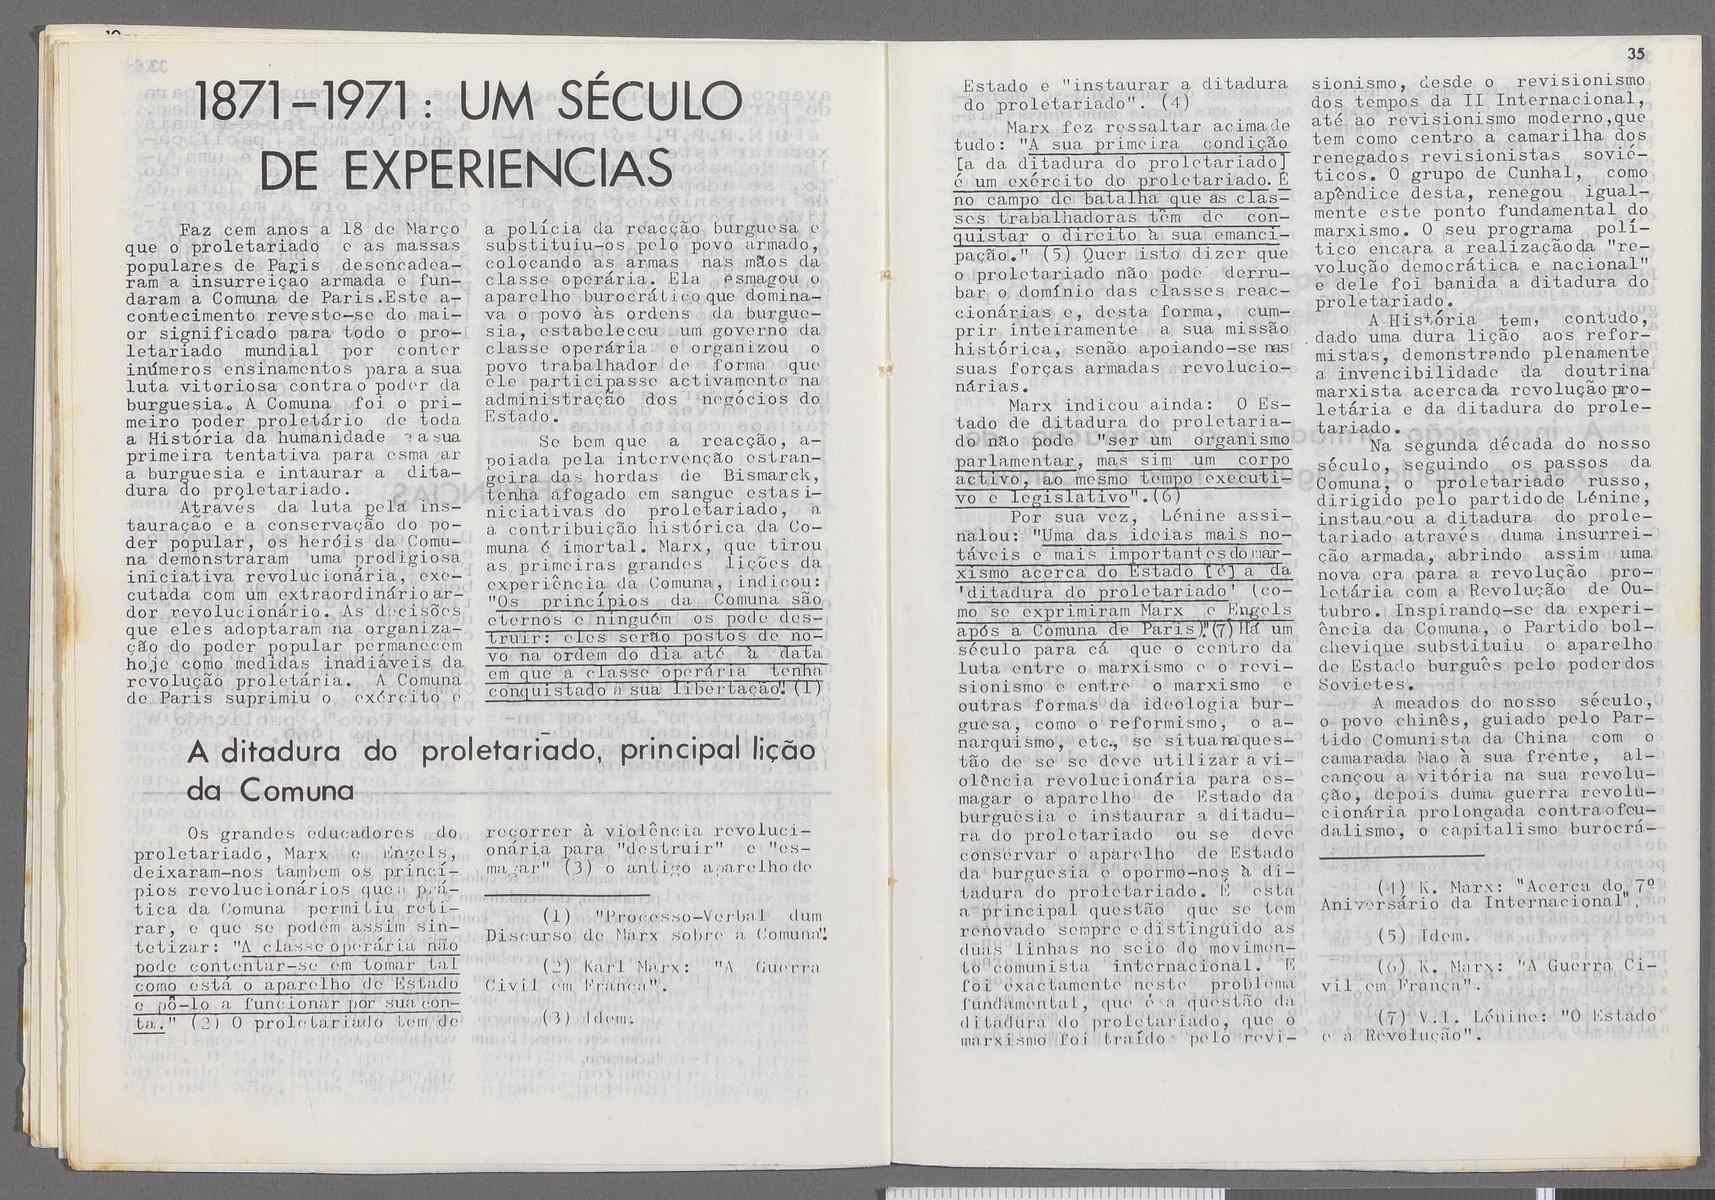 1871-1971 : UM SÉCULO
DE EXPERIENCIAS
Faz cem anos a 18 de Março
que o proletariado e as massas
populares de Paris desencadea-
ram a insurreição armada e fun-
daram a Comuna de Paris.Este a-
contecimento reveste-se do mai-
or significado para todo o pro-
letariado mundial por conter
inúmeros ensinamentos para a sua
luta vitoriosa contra o poder da
burguesia. A Comuna foi o pri-
meiro poder proletário de toda
a História da humanidade e a sua
primeira tentativa para esma ar
a burguesia e intaurar a dita-
dura do proletariado.
Atraves da luta pela ins-
tauração e a conservação do po-
der popular, os heróis da Comu-
na demonstraram uma prodigiosa
iniciativa revolucionária, exe-
cutada com um extraordinário ar-
dor revolucionário. As decisões
que eles adoptaram na organiza-
ção do poder popular permanecem
hoje como medidas inadiáveis da
revolução proletária. A Comuna
de Paris suprimiu o exército e
a polícia da reacção burguesa e
substituiu-os pelo povo armado,
colocando as armas nas mãos da
classe operária. Ela esmagou o
aparelho burocrático que domina-
va o povo às ordens da burgue-
sia, estabeleceu um governo da
classe operária e organizou o
povo trabalhador de forma que
ele participasse activamente na
administração dos negócios do
Estado.
Se bem que a reacção, a-
poiada pela intervenção estran-
geira das hordas de Bismarck,
tenha afogado em sangue estas i-
niciativas do proletariado, a
a contribuição histórica da Co-
muna é imortal. Marx, que tirou
as primeiras grandes lições da
experiência da Comuna, indicou:
"Os princípios da Comuna são
eternos e ninguém os pode des-
truir: eles serão postos de no-
vo na ordem do dia até à data
em que a classe operária tenha
conquistado a sua libertação". (1)
A ditadura do proletariado, principal lição
da Comuna
Os grandes educadores do
proletariado, Marx e Engels,
deixaram-nos tambem os princí-
pios revolucionários que a prá-
tica da Comuna permitiu reti-
rar, e que se podem assim sin-
tetizar: "A classe operária não
pode contentar-se em tomar tal
como está o aparelho de Estado
e pô-lo a funcionar por sua con-
ta." (2) O proletariado tem de
recorrer à violência revoluci-
onária para "destruir" e "es-
magar" (3) o antigo aparelho de
(1) "Processo-Verbal dum
Discurso de Marx sobre a Comuna".
(2) Karl Marx: "A Guerra
Civil em França".
(3) Idem.
35
Estado e "instaurar a ditadura
do proletariado". (4)
Marx fez ressaltar acima de
tudo: "A sua primeira condição
[a da ditadura do proletariado]
é um exército do proletariado. É
no campo de batalha que as clas-
ses trabalhadoras têm de con-
quistar o direito à sua emanci-
pação." (5) Quer isto dizer que
o proletariado não pode derru-
bar o domínio das classes reac-
cionárias e, desta forma, cum-
prir inteiramente a sua missão
histórica, senão apoiando-se nas
suas forças armadas revolucio-
nárias.
Marx indicou ainda: O Es-
tado de ditadura do proletaria-
do não pode "ser um organismo
parlamentar, mas sim um corpo
activo, ao mesmo tempo executi-
vo e legislativo".(6)
Por sua vez, Lénine assi-
nalou: "Uma das ideias mais no-
táveis e mais importantes do mar-
xismo acerca do Estado [é] a da
'ditadura do proletariado' (co-
mo se exprimiram Marx e Engels
após a Comuna de Paris)."(7) Há um
século para cá que o centro da
luta entre o marxismo e o revi-
sionismo e entre o marxismo e
outras formas da ideologia bur-
guesa, como o reformismo, o a-
narquismo, etc., se situa na ques-
tão de se se deve utilizar a vi-
olência revolucionária para es-
magar o aparelho de Estado da
burguesia e instaurar a ditadu-
ra do proletariado ou se deve
conservar o aparelho de Estado
da burguesia e opormo-nos à di-
tadura do proletariado. É esta
a principal questão que se tem
renovado sempre e distinguido as
duas linhas no seio do movimen-
to comunista internacional. E
foi exactamente neste problema
fundamental, que é a questão da
ditadura do proletariado, que o
marxismo foi traído pelo revi-
sionismo, desde o revisionismo
dos tempos da II Internacional,
até ao revisionismo moderno,que
tem como centro a camarilha dos
renegados revisionistas sovié-
ticos. O grupo de Cunhal, como
apêndice desta, renegou igual-
mente este ponto fundamental do
marxismo. O seu programa polí-
tico encara a realização da "re-
volução democrática e nacional"
e dele foi banida a ditadura do
proletariado.
A História tem, contudo,
dado uma dura lição aos refor-
mistas, demonstrando plenamente
a invencibilidade da doutrina
marxista acerca da revolução pro-
letária e da ditadura do prole-
tariado.
Na segunda década do nosso
século, seguindo os passos da
Comuna, o proletariado russo,
dirigido pelo partido de Lénine,
instaurou a ditadura do prole-
tariado através duma insurrei-
ção armada, abrindo assim uma
nova era para a revolução pro-
letária com a Revolução de Ou-
tubro. Inspirando-se da experi-
ência da Comuna, o Partido bol-
chevique substituiu o aparelho
de Estado burguês pelo poder dos
Sovietes.
A meados do nosso século,
o povo chinês, guiado pelo Par-
tido Comunista da China com o
camarada Mao à sua frente, al-
cançou a vitória na sua revolu-
ção, depois duma guerra revolu-
cionária prolongada contra o feu-
dalismo, o capitalismo burocrá-
(4) K. Marx: "Acerca do 7º
Aniversário da Internacional".
(5) Idem.
(6) K. Marx: "A Guerra Ci-
vil em França".
(7) V.I. Lénine: "O Estado
e a Revolução".